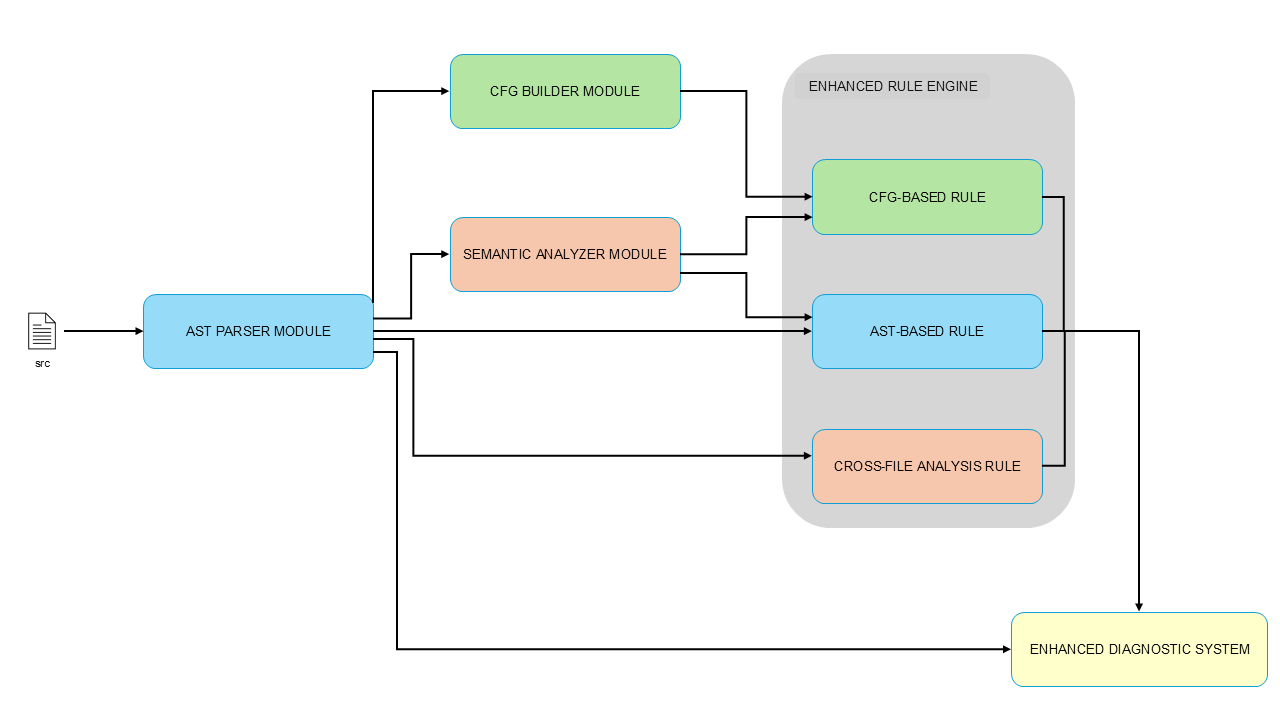 CFG BUILDER MODULE
ENHANCED RULE ENGINE
CFG-BASED RULE
SEMANTIC ANALYZER MODULE
AST PARSER MODULE
AST-BASED RULE
src
CROSS-FILE ANALYSIS RULE
ENHANCED DIAGNOSTIC SYSTEM